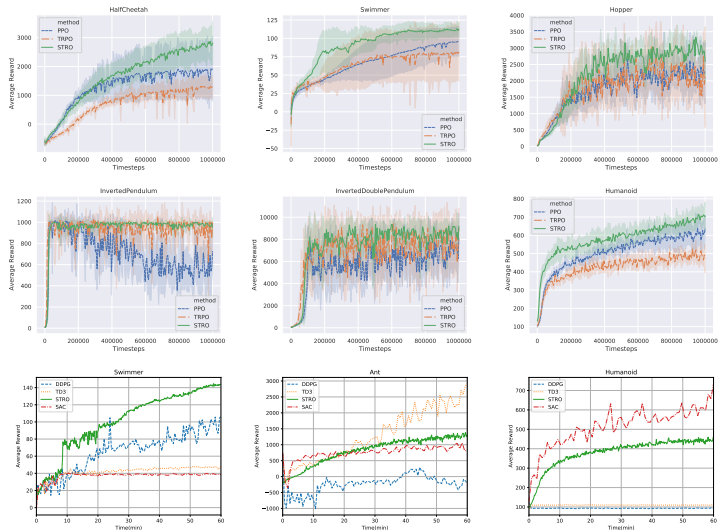 HalfCheetah
method
PPO
TRPO
STRO
3000
2000
1000
0
Average Reward
0 200000 400000 600000 800000 1000000
Timesteps
Swimmer
125
100
75
50
25
0
−25
−50
Average Reward
method
PPO
TRPO
STRO
0 200000 400000 600000 800000 1000000
Timesteps
Hopper
method
PPO
TRPO
STRO
4000
3500
3000
2500
2000
1500
1000
500
0
Average Reward
0 200000 400000 600000 800000 1000000
Timesteps
InvertedPendulum
1200
1000
800
600
400
200
0
Average Reward
method
PPO
TRPO
STRO
0 200000 400000 600000 800000 1000000
Timesteps
InvertedDoublePendulum
10000
8000
6000
4000
2000
0
Average Reward
method
PPO
TRPO
STRO
0 200000 400000 600000 800000 1000000
Timesteps
Humanoid
method
PPO
TRPO
STRO
800
700
600
500
400
300
200
100
Average Reward
0 200000 400000 600000 800000 1000000
Timesteps
Swimmer
DDPG
TD3
STRO
SAC
140
120
100
80
60
40
20
0
Average Reward
0 10 20 30 40 50 60
Time(min)
Ant
DDPG
TD3
STRO
SAC
3000
2500
2000
1500
1000
500
0
−500
−1000
Average Reward
0 10 20 30 40 50 60
Time(min)
Humanoid
DDPG
TD3
STRO
SAC
700
600
500
400
300
200
100
Average Reward
0 10 20 30 40 50 60
Time(min)